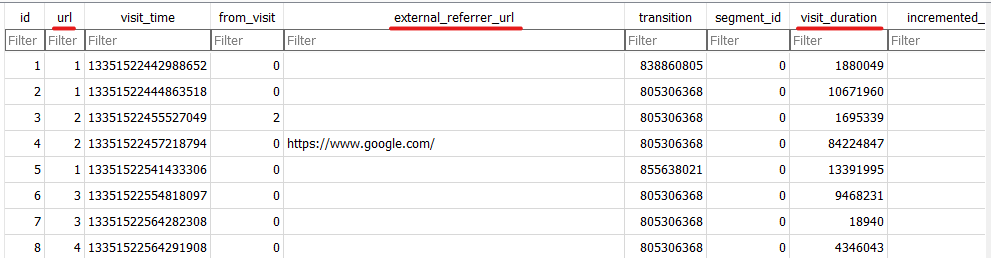 id url visit_time from_visit external_referrer_url transition segment_id visit_duration incremented_
Filter Filter Filter Filter Filter Filter Filter Filter Filter
1 1 13351522442988652 0 838860805 0 1880049
2 1 13351522444863518 0 805306368 0 10671960
3 2 13351522455527049 2 805306368 0 1695339
4 2 13351522457218794 0 https://www.google.com/ 805306368 0 84224847
5 1 13351522541433306 0 855638021 0 13391995
6 3 13351522554818097 0 805306368 0 9468231
7 3 13351522564282308 0 805306368 0 18940
8 4 13351522564291908 0 805306368 0 4346043